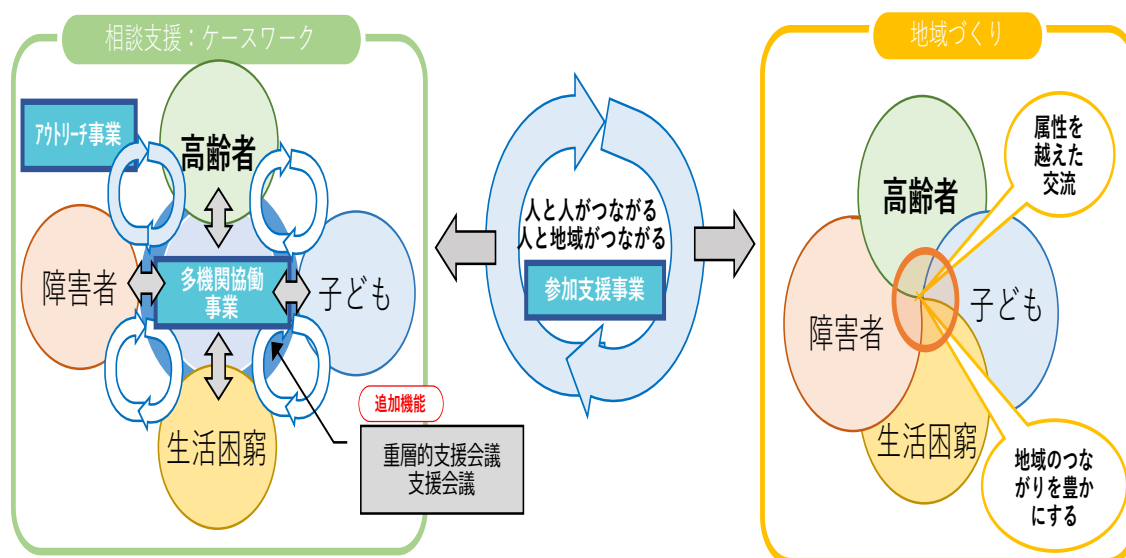 相談支援：ケースワーク
アウトリーチ事業
高齢者
障害者
多機関協働
事業
子ども
生活困窮
追加機能
重層的支援会議
支援会議
人と人がつながる
人と地域がつながる
参加支援事業
地域づくり
属性を
越えた
交流
高齢者
障害者
子ども
生活困窮
地域のつな
がりを豊か
にする